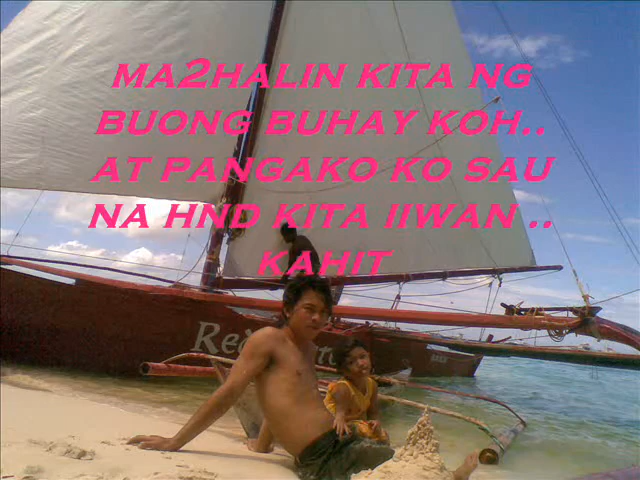 MA2HALIN KITA NG
BUONG BUHAY KOH..
AT PANGAKO KO SAU
NA HND KITA IIWAN ..
KAHIT